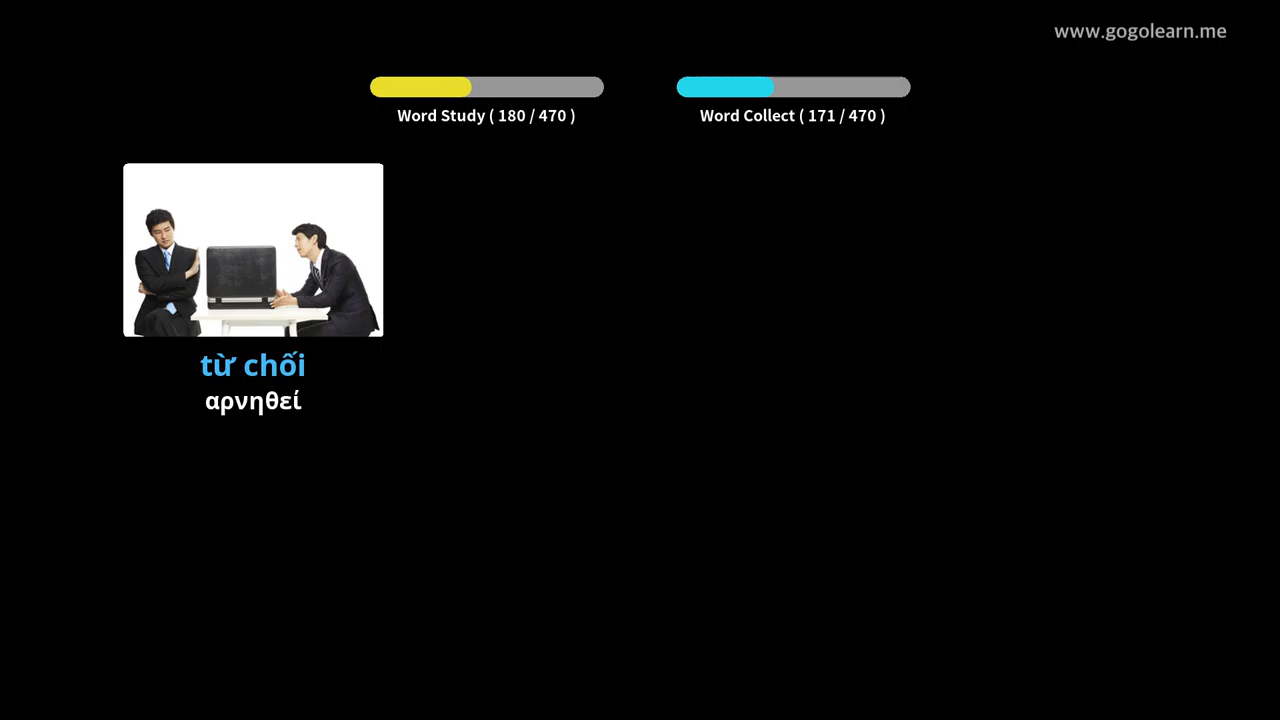 www.gogolearn.me
Word Study ( 180 / 470 )
Word Collect ( 171 / 470 )
từ chối
αρνηθεί